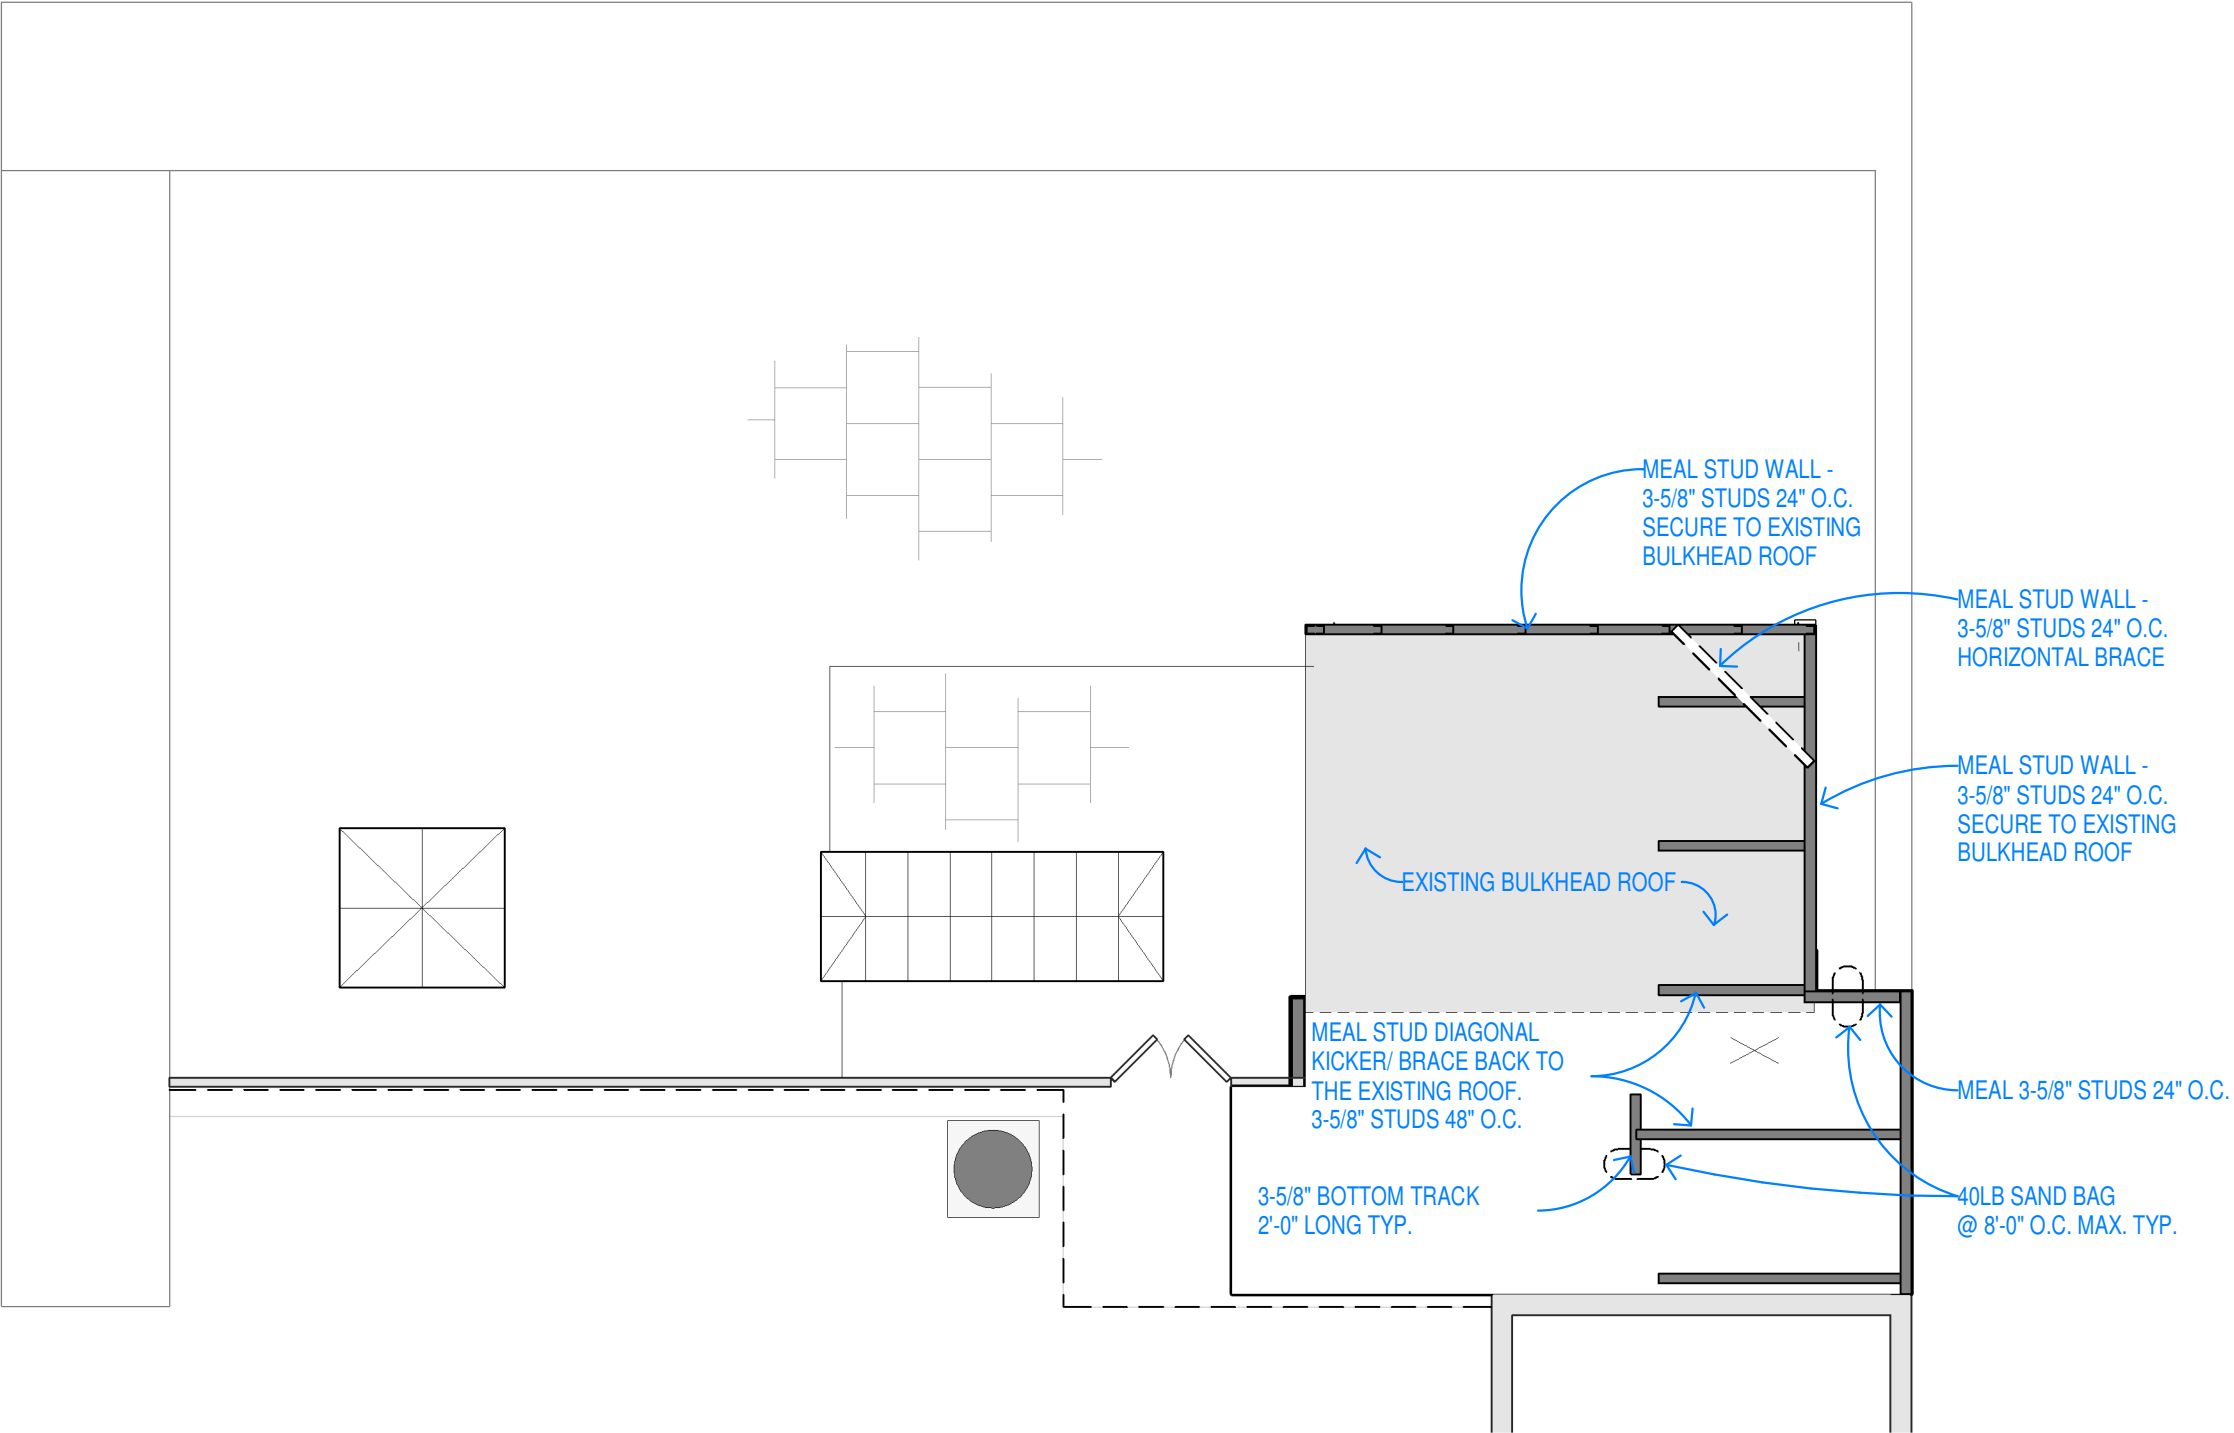 MEAL STUD WALL -
3-5/8" STUDS 24" O.C.
SECURE TO EXISTING
BULKHEAD ROOF
MEAL STUD WALL -
3-5/8" STUDS 24" O.C.
HORIZONTAL BRACE
MEAL STUD WALL -
3-5/8" STUDS 24" O.C.
SECURE TO EXISTING
BULKHEAD ROOF
EXISTING BULKHEAD ROOF
MEAL STUD DIAGONAL
KICKER/ BRACE BACK TO
THE EXISTING ROOF.
3-5/8" STUDS 48" O.C.
MEAL 3-5/8" STUDS 24" O.C.
3-5/8" BOTTOM TRACK
2'-0" LONG TYP.
40LB SAND BAG
@ 8'-0" O.C. MAX. TYP.